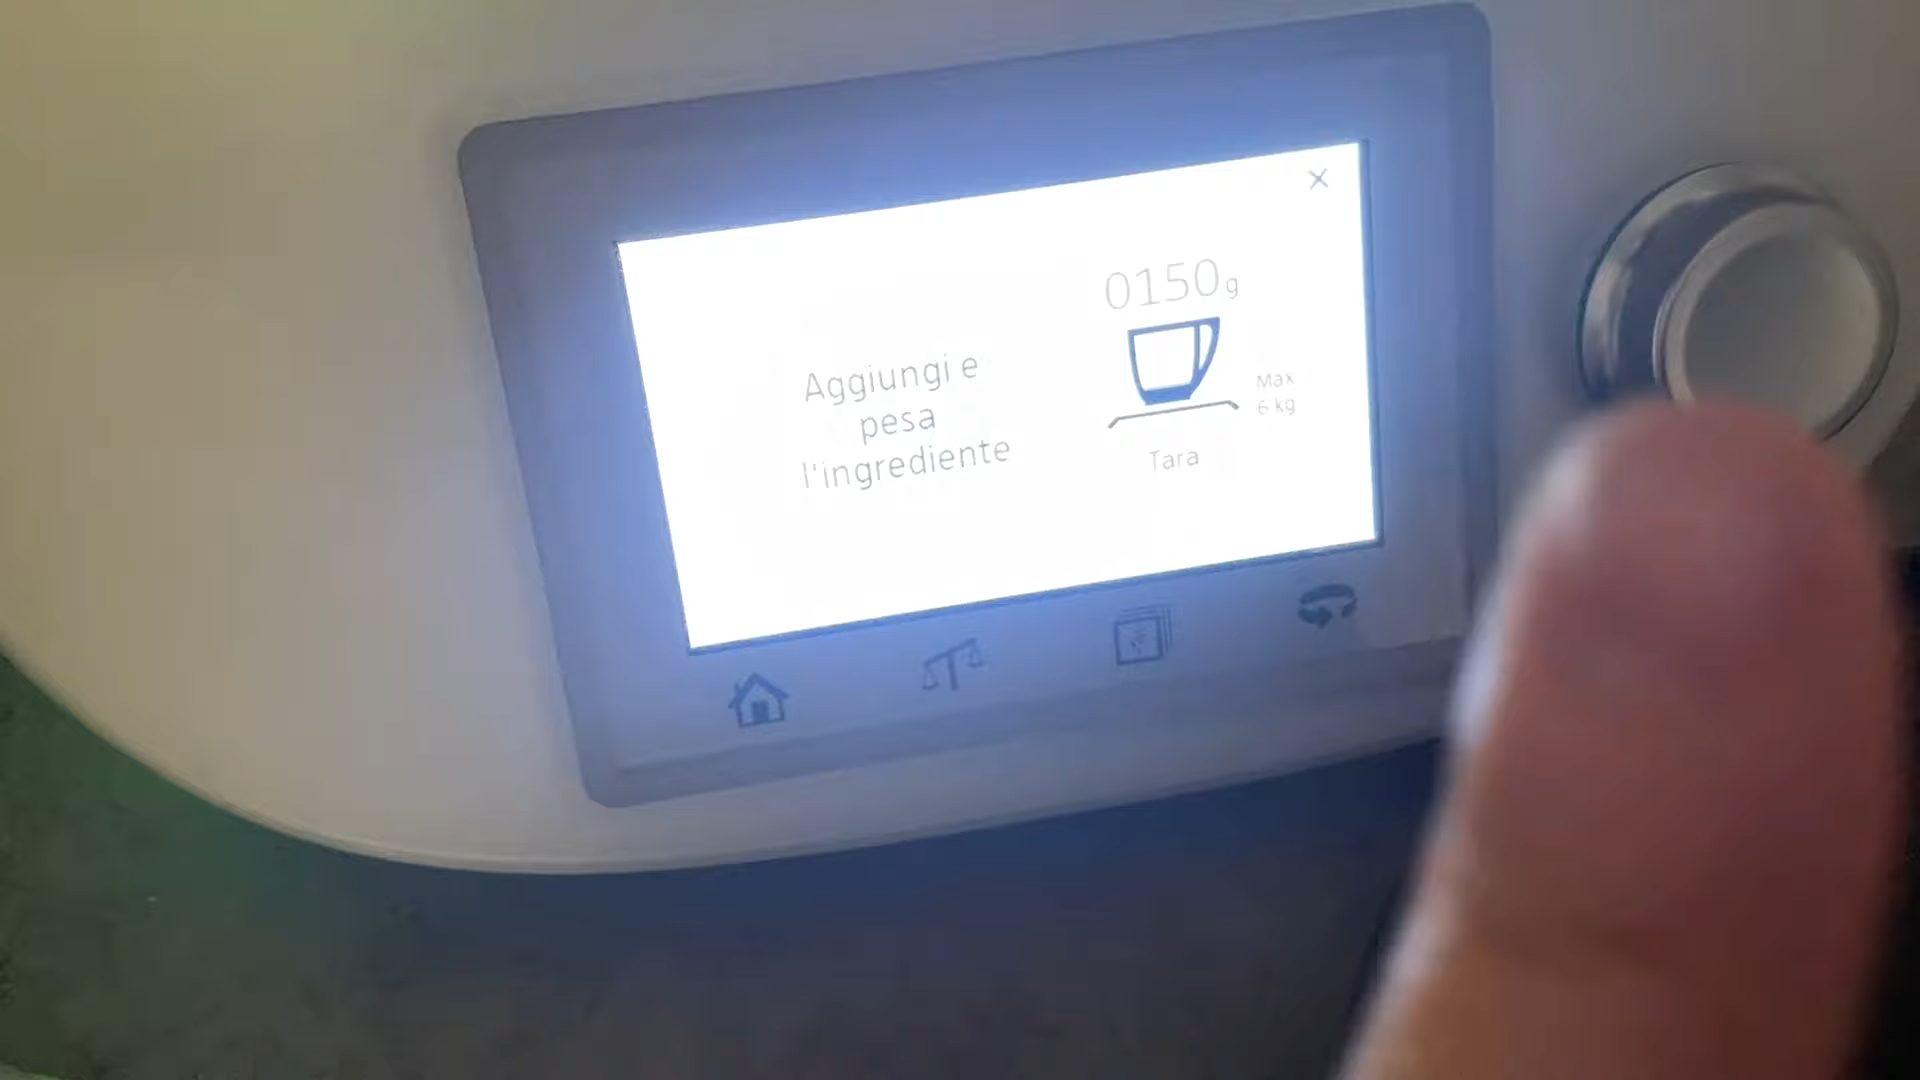 0150g
Aggiungi e
pesa
l'ingrediente
Max
6 kg
Tara